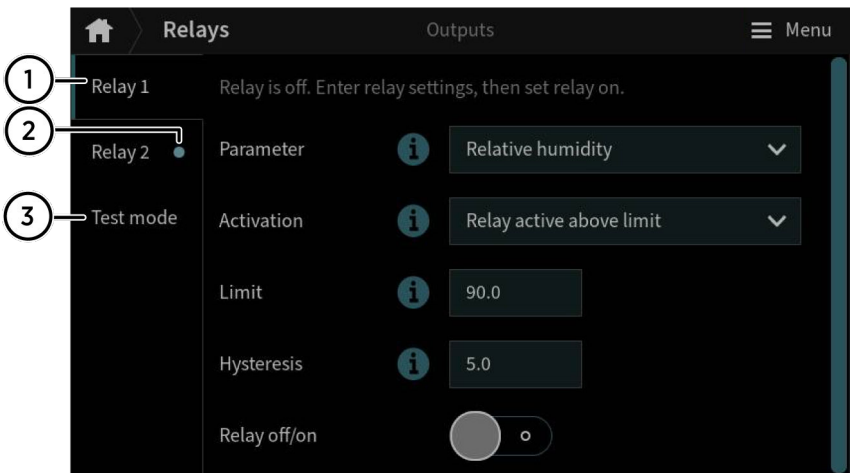 Relays
Outputs
Menu
1
Relay 1
Relay is off. Enter relay settings, then set relay on.
2
Relay 2
Parameter
i
Relative humidity
3
Test mode
Activation
i
Relay active above limit
Limit
i
90.0
Hysteresis
i
5.0
Relay off/on